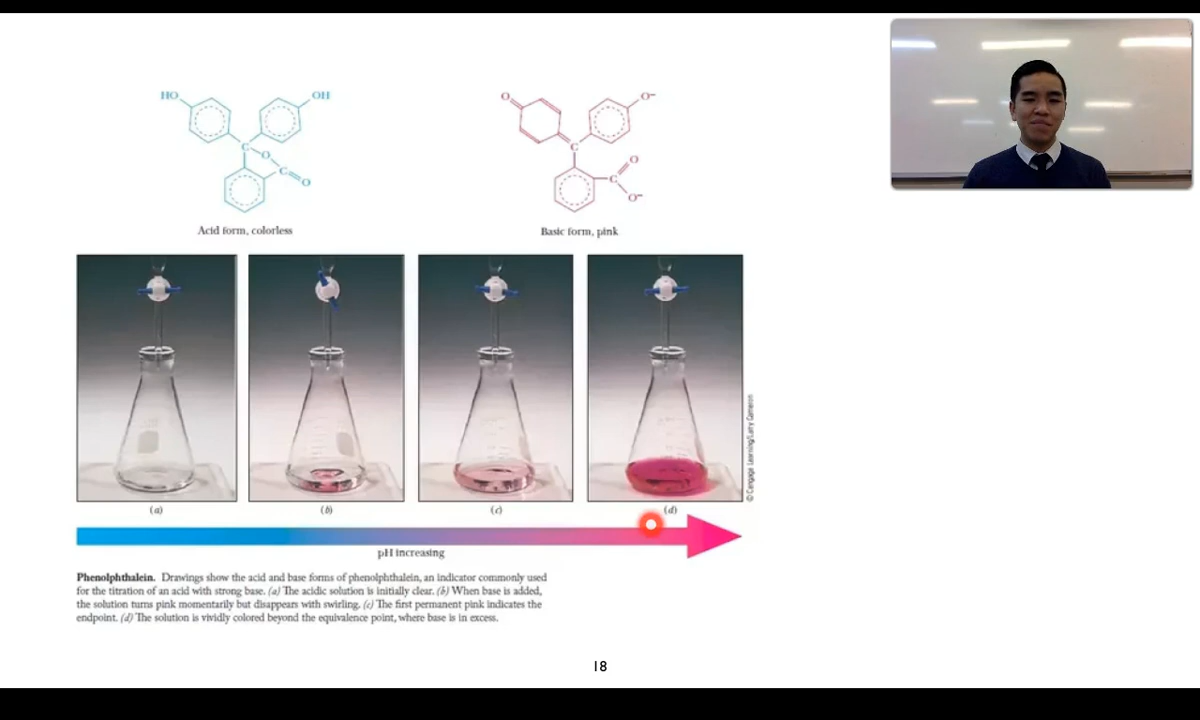 HO
OH
C
O
C
O
Acid form, colorless
O
O−
C
O
C
O−
Basic form, pink
(a)
(b)
(c)
(d)
© Cengage Learning/Larry Cameron
pH increasing
Phenolphthalein. Drawings show the acid and base forms of phenolphthalein, an indicator commonly used
for the titration of an acid with strong base. (a) The acidic solution is initially clear. (b) When base is added,
the solution turns pink momentarily but disappears with swirling. (c) The first permanent pink indicates the
endpoint. (d) The solution is vividly colored beyond the equivalence point, where base is in excess.
18